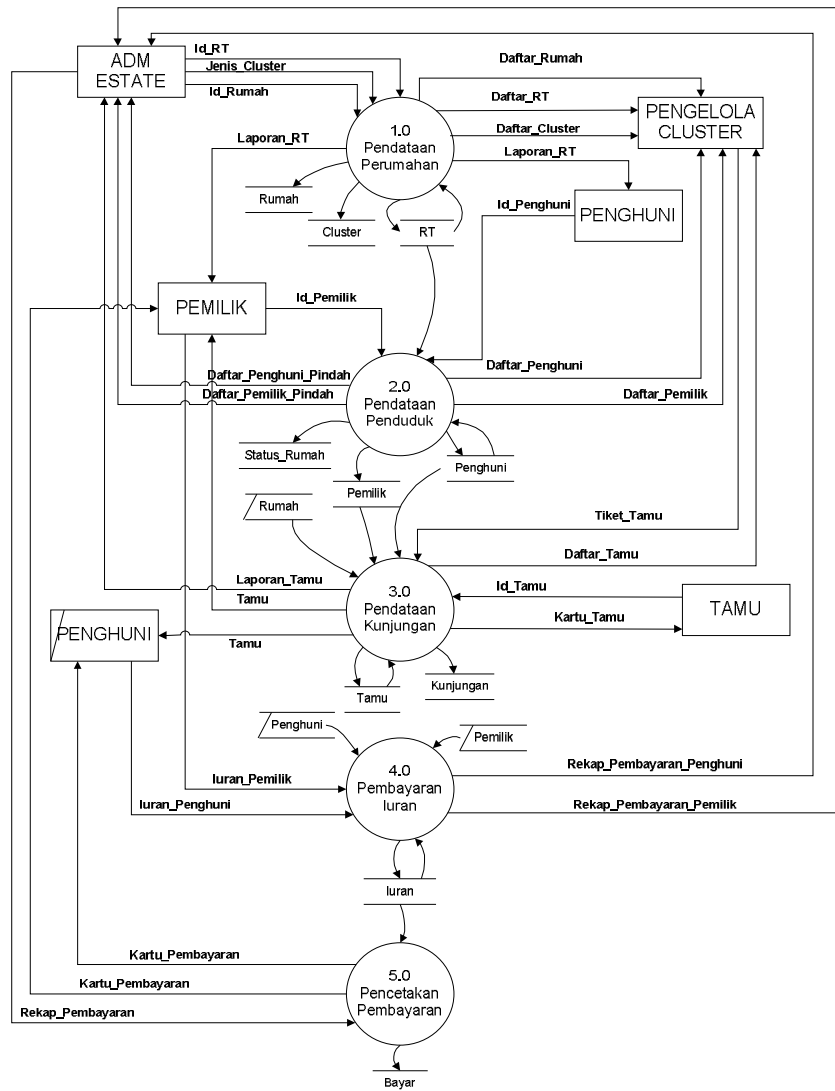 Id_RT
ADM
ESTATE
Jenis_Cluster
Id_Rumah
Daftar_Rumah
Daftar_RT
PENGELOLA
CLUSTER
Daftar_Cluster
1.0
Pendataan
Perumahan
Laporan_RT
Laporan_RT
Rumah
Cluster
RT
Id_Penghuni
PENGHUNI
PEMILIK
Id_Pemilik
Daftar_Penghuni_Pindah
Daftar_Pemilik_Pindah
2.0
Pendataan
Penduduk
Daftar_Penghuni
Daftar_Pemilik
Status_Rumah
Pemilik
Penghuni
Rumah
Tiket_Tamu
Daftar_Tamu
Laporan_Tamu
Tamu
3.0
Pendataan
Kunjungan
Id_Tamu
Kartu_Tamu
TAMU
PENGHUNI
Tamu
Tamu
Kunjungan
Penghuni
Pemilik
4.0
Pembayaran
Iuran
Iuran_Pemilik
Iuran_Penghuni
Rekap_Pembayaran_Penghuni
Rekap_Pembayaran_Pemilik
Iuran
Kartu_Pembayaran
Kartu_Pembayaran
Rekap_Pembayaran
5.0
Pencetakan
Pembayaran
Bayar